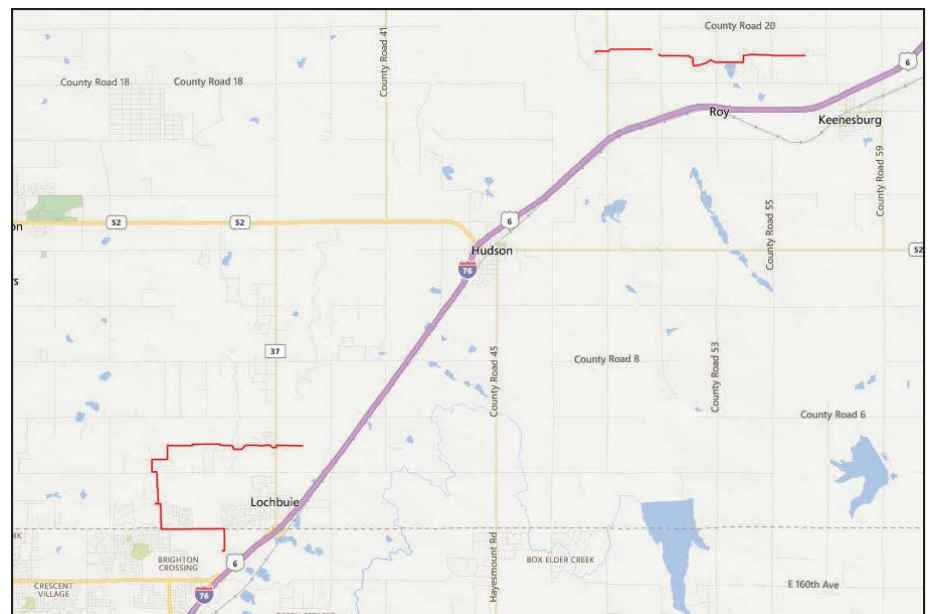 County Road 20
County Road 41
6
County Road 18
County Road 18
Roy
Keenesburg
County Road 59
on
52
52
6
County Road 55
Hudson
52
76
s
37
County Road 45
County Road 8
County Road 53
County Road 6
Lochbuie
RK
BRIGHTON
CROSSING
6
Hayesmount Rd
BOX ELDER CREEK
CRESCENT
VILLAGE
76
E 160th Ave